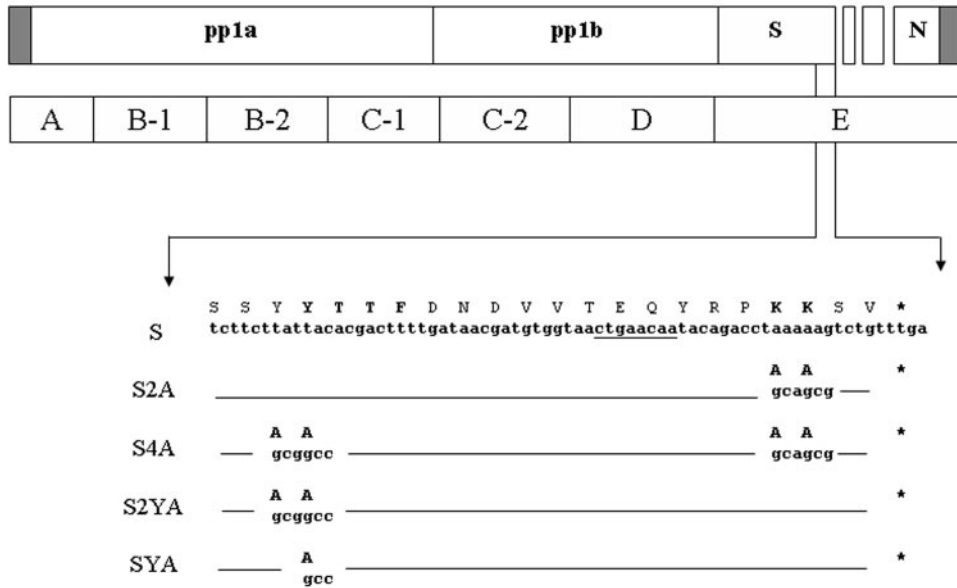 pp1a pp1b S N
A B-1 B-2 C-1 C-2 D E
S S Y Y T T F D N D V V T E Q Y R P K K S V *
S tcttcttattacacgacttttgataacgatgtggtaactgaacaatacagacctaaaaagtctgtttga
A A *
S2A gcagcg
A A A A *
S4A gcggcc gcagcg
A A *
S2YA gcggcc
A *
SYA gcc